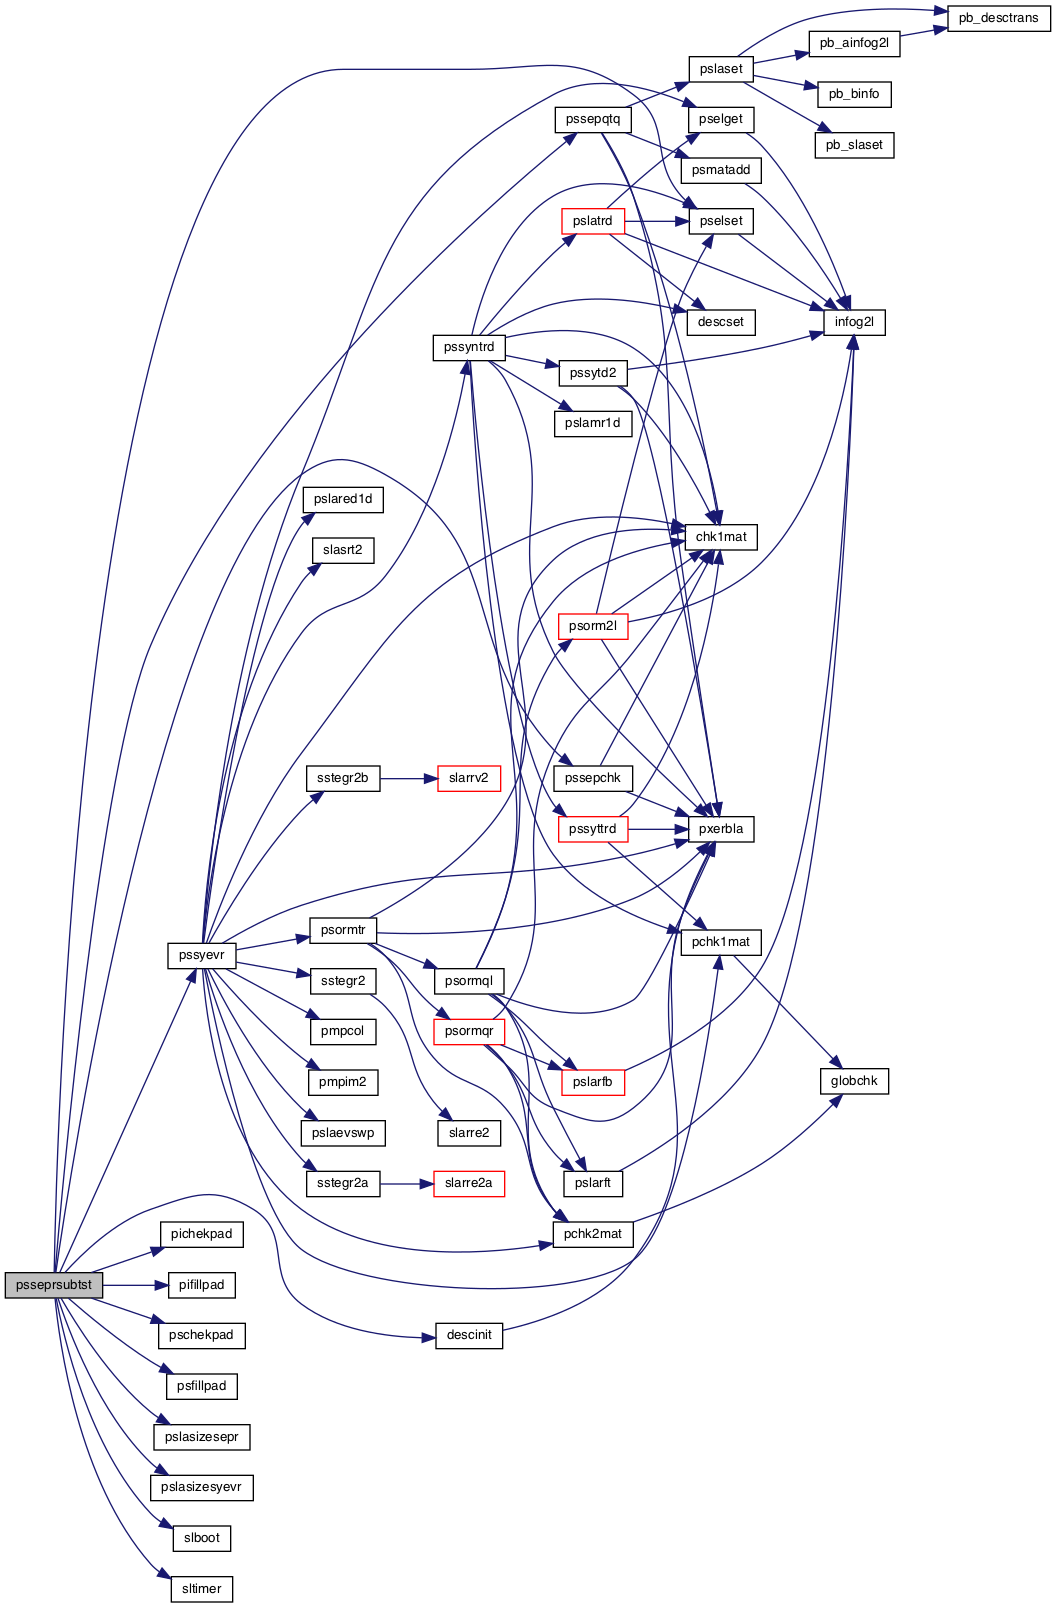 pb_desctrans
pb_ainfog2l
pslaset
pb_binfo
pssepqtq
pselget
pb_slaset
psmatadd
pslatrd
pselset
descset
infog2l
pssyntrd
pssytd2
pslamr1d
pslared1d
slasrt2
chk1mat
psorm2l
sstegr2b
slarrv2
pssepchk
pssyttrd
pxerbla
psormtr
pssyevr
pchk1mat
sstegr2
psormql
pmpcol
psormqr
pmpim2
pslarfb
globchk
pslaevswp
slarre2
sstegr2a
slarre2a
pslarft
pichekpad
pchk2mat
psseprsubtst
pifillpad
pschekpad
descinit
psfillpad
pslasizesepr
pslasizesyevr
slboot
sltimer